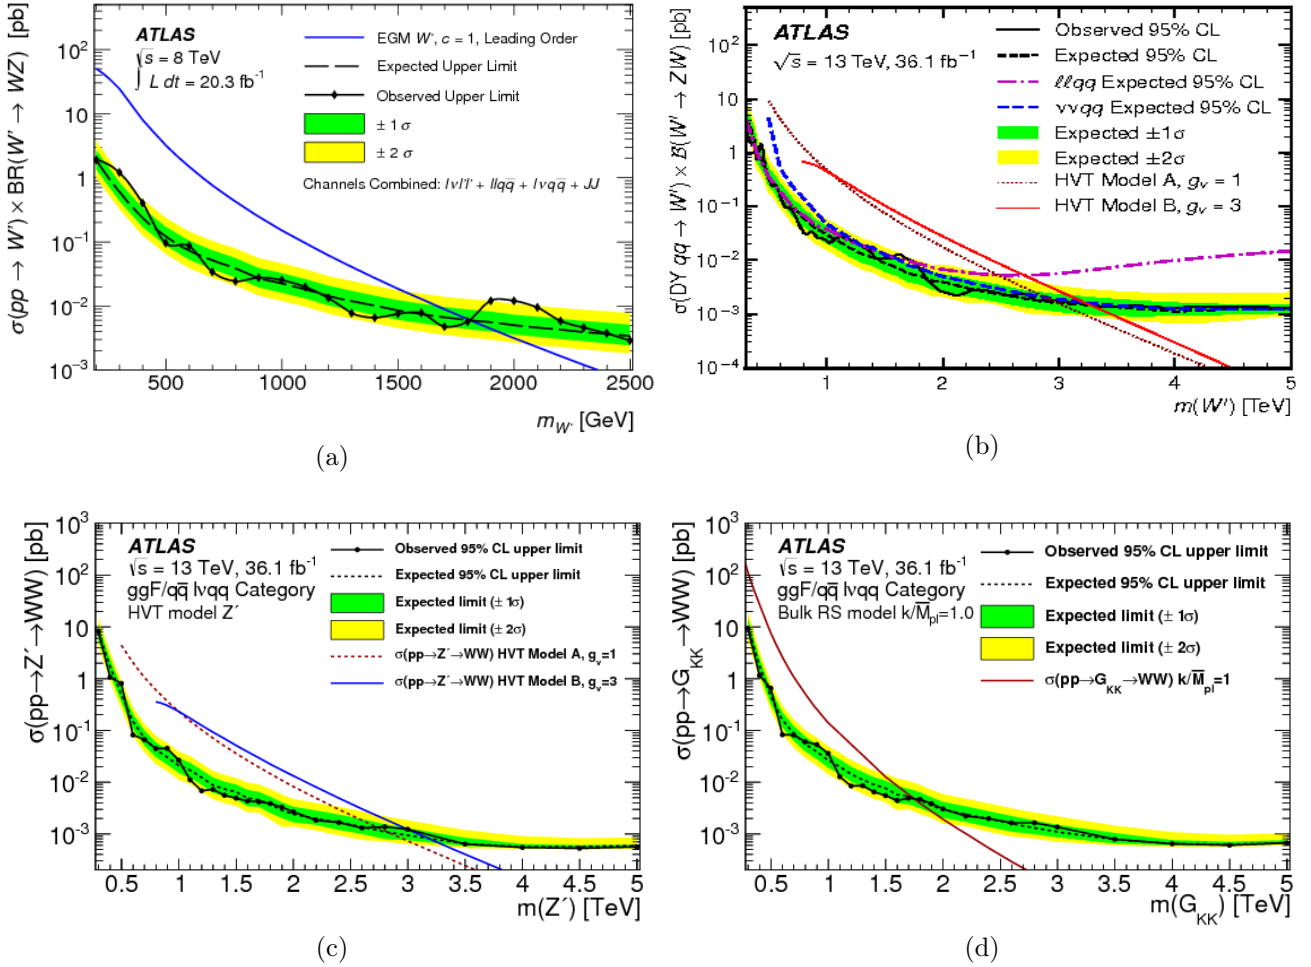 σ(pp → W') × BR(W' → WZ) [pb]
10²
10
1
10⁻¹
10⁻²
10⁻³
ATLAS
√s = 8 TeV
∫ L dt = 20.3 fb⁻¹
EGM W', c = 1, Leading Order
Expected Upper Limit
Observed Upper Limit
± 1 σ
± 2 σ
Channels Combined: lνl'l' + llqq̅ + lνqq̅ + JJ
500 1000 1500 2000 2500
m_W' [GeV]
(a)
σ(DY qq → W') × B(W' → ZW) [pb]
10²
10
1
10⁻¹
10⁻²
10⁻³
10⁻⁴
ATLAS
√s = 13 TeV, 36.1 fb⁻¹
Observed 95% CL
Expected 95% CL
ℓℓqq Expected 95% CL
ννqq Expected 95% CL
Expected ±1σ
Expected ±2σ
HVT Model A, g_v = 1
HVT Model B, g_v = 3
1 2 3 4 5
m(W') [TeV]
(b)
σ(pp→Z'→WW) [pb]
10³
10²
10
1
10⁻¹
10⁻²
10⁻³
ATLAS
√s = 13 TeV, 36.1 fb⁻¹
ggF/qq̅ lνqq Category
HVT model Z'
Observed 95% CL upper limit
Expected 95% CL upper limit
Expected limit (± 1σ)
Expected limit (± 2σ)
σ(pp→Z'→WW) HVT Model A, g_v=1
σ(pp→Z'→WW) HVT Model B, g_v=3
0.5 1 1.5 2 2.5 3 3.5 4 4.5 5
m(Z') [TeV]
(c)
σ(pp→G_KK→WW) [pb]
10³
10²
10
1
10⁻¹
10⁻²
10⁻³
ATLAS
√s = 13 TeV, 36.1 fb⁻¹
ggF/qq̅ lνqq Category
Bulk RS model k/M̅_pl=1.0
Observed 95% CL upper limit
Expected 95% CL upper limit
Expected limit (± 1σ)
Expected limit (± 2σ)
σ(pp→G_KK→WW) k/M̅_pl=1
0.5 1 1.5 2 2.5 3 3.5 4 4.5 5
m(G_KK) [TeV]
(d)